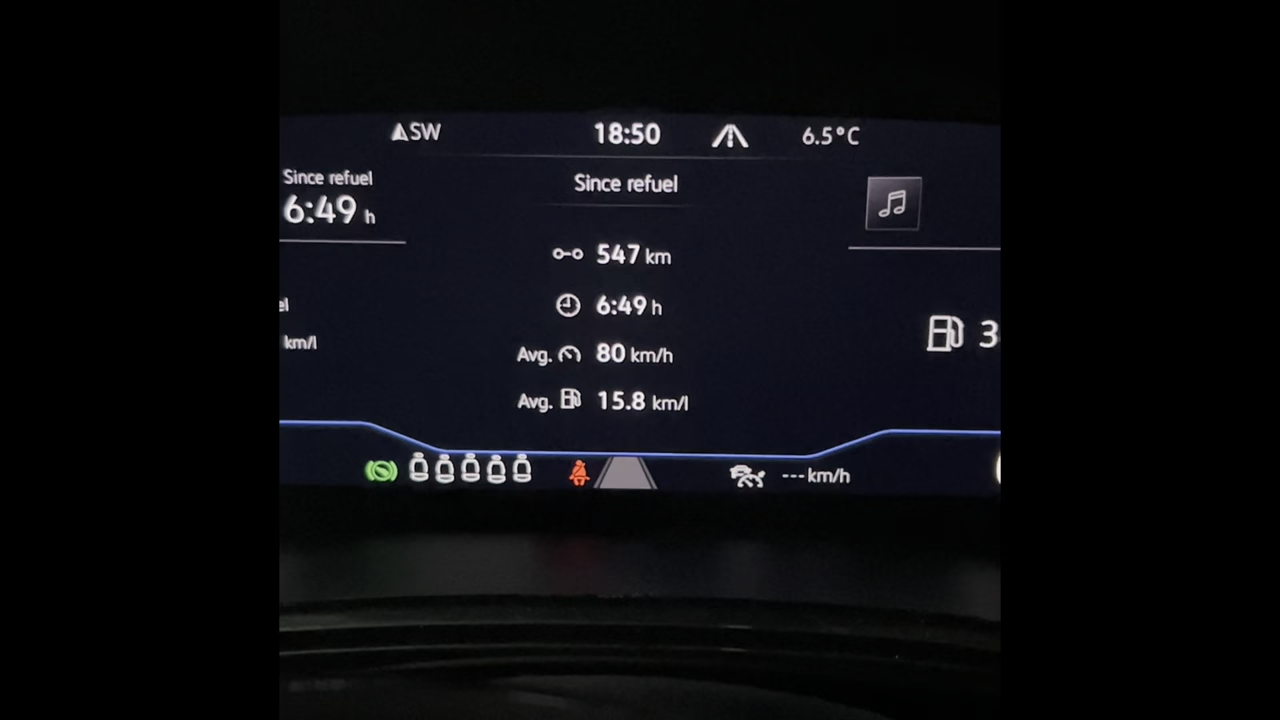 SW 18:50 6.5°C
Since refuel
6:49 h
km/l
Since refuel
547 km
6:49 h
Avg. 80 km/h
Avg. 15.8 km/l
3
--- km/h